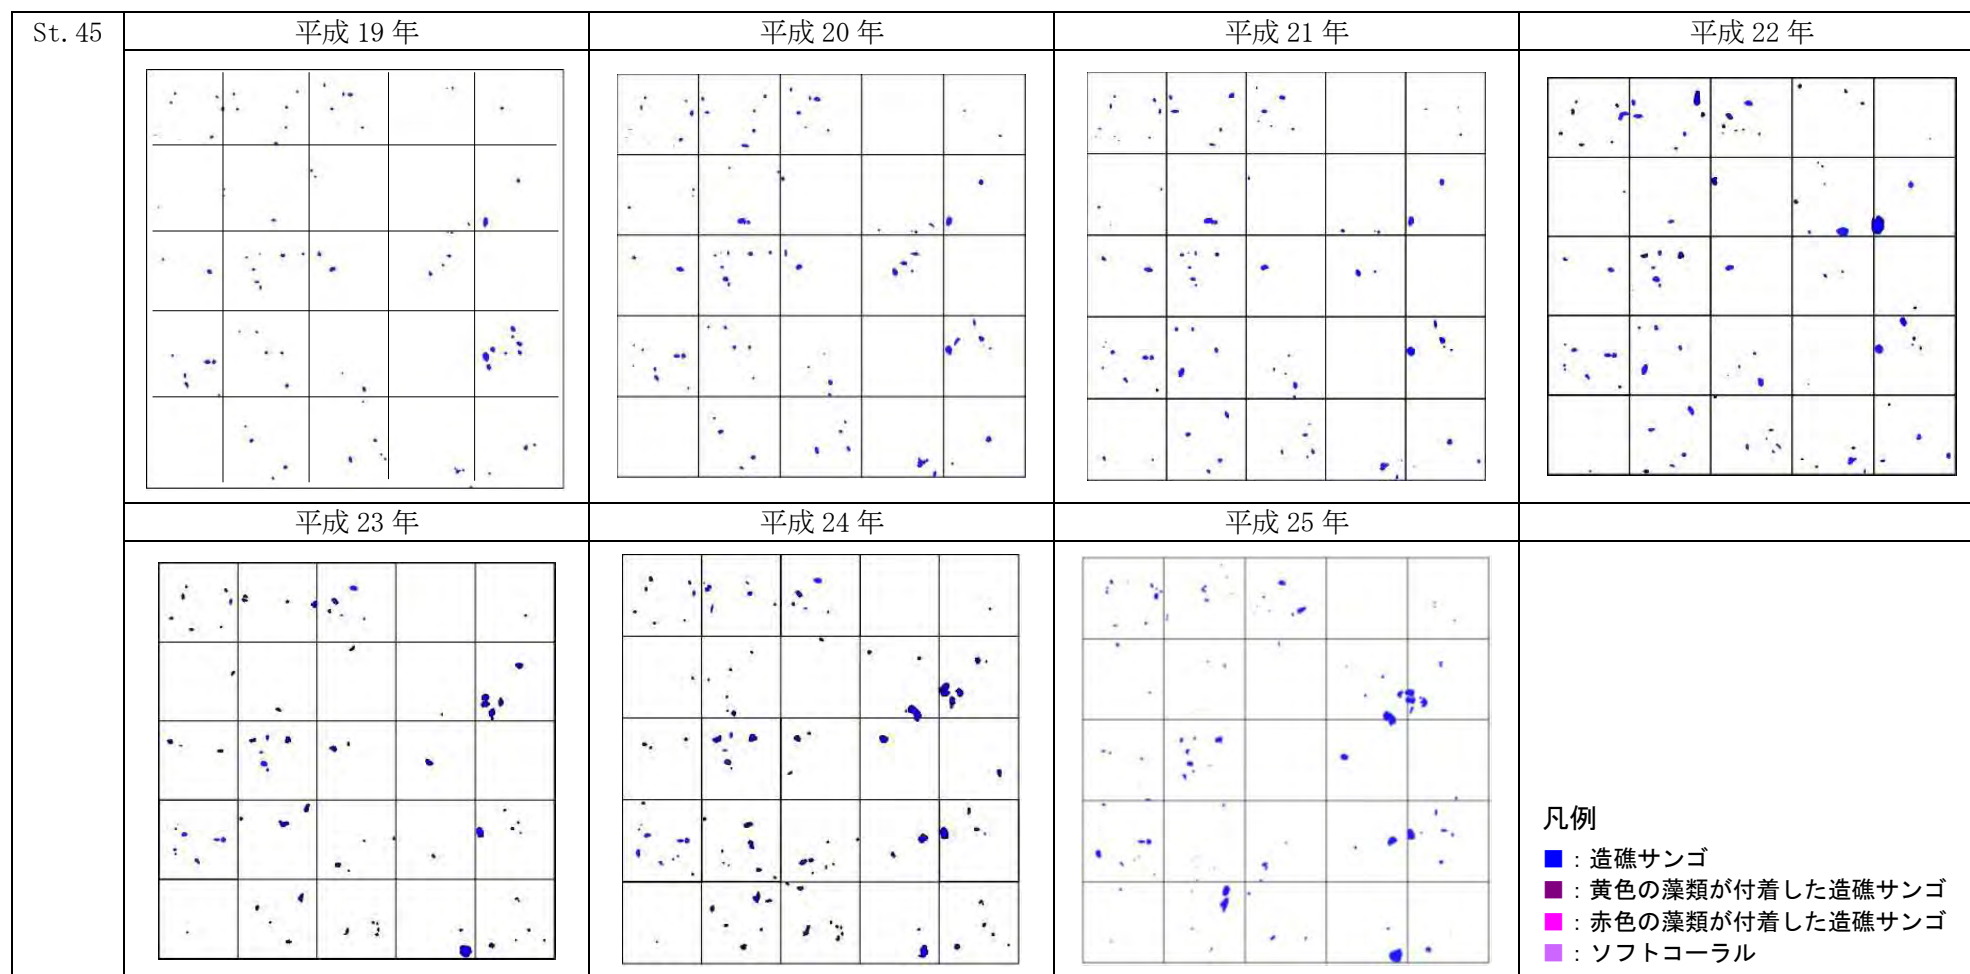 St.45
平成 19 年
平成 20 年
平成 21 年
平成 22 年
平成 23 年
平成 24 年
平成 25 年
凡例
■：造礁サンゴ
■：黄色の藻類が付着した造礁サンゴ
■：赤色の藻類が付着した造礁サンゴ
■：ソフトコーラル